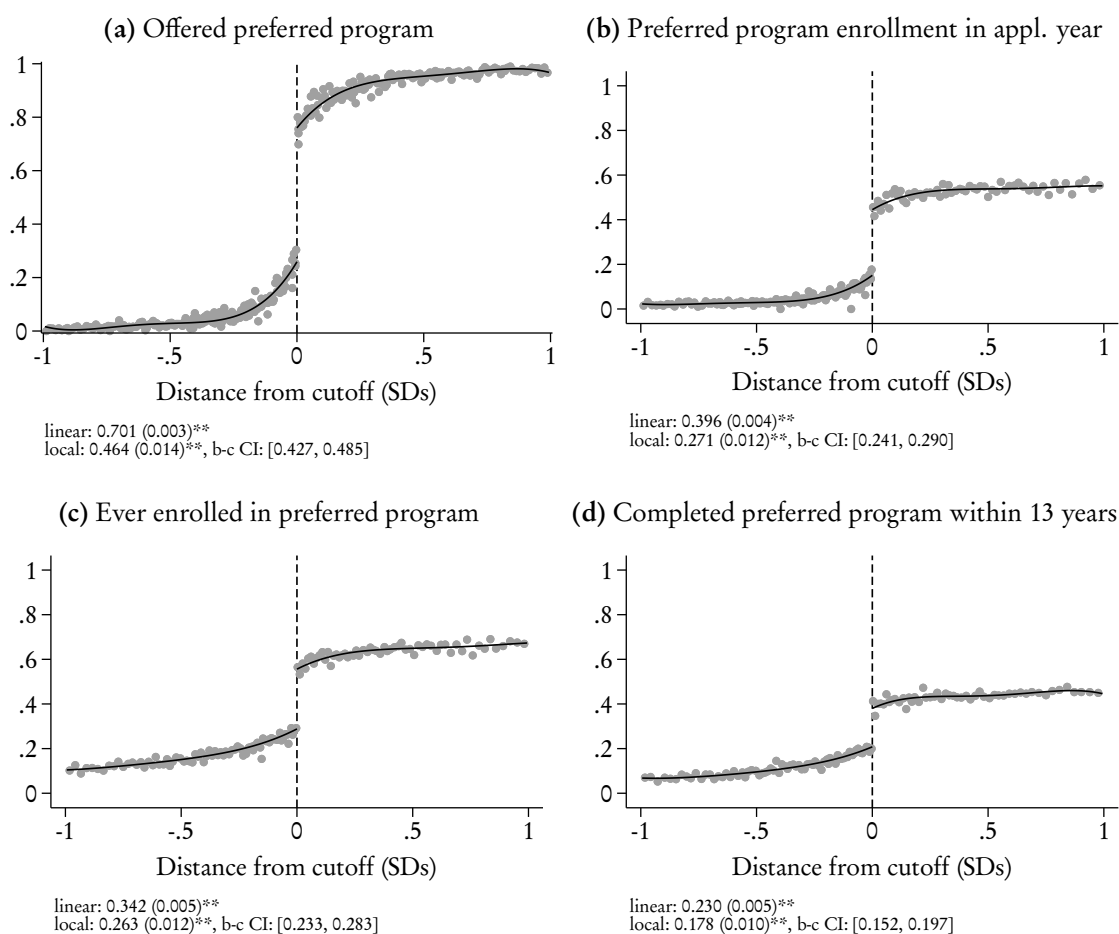 (a) Offered preferred program
1
.8
.6
.4
.2
0
-1 -.5 0 .5 1
Distance from cutoff (SDs)
linear: 0.701 (0.003)**
local: 0.464 (0.014)**, b-c CI: [0.427, 0.485]
(b) Preferred program enrollment in appl. year
1
.8
.6
.4
.2
0
-1 -.5 0 .5 1
Distance from cutoff (SDs)
linear: 0.396 (0.004)**
local: 0.271 (0.012)**, b-c CI: [0.241, 0.290]
(c) Ever enrolled in preferred program
1
.8
.6
.4
.2
0
-1 -.5 0 .5 1
Distance from cutoff (SDs)
linear: 0.342 (0.005)**
local: 0.263 (0.012)**, b-c CI: [0.233, 0.283]
(d) Completed preferred program within 13 years
1
.8
.6
.4
.2
0
-1 -.5 0 .5 1
Distance from cutoff (SDs)
linear: 0.230 (0.005)**
local: 0.178 (0.010)**, b-c CI: [0.152, 0.197]